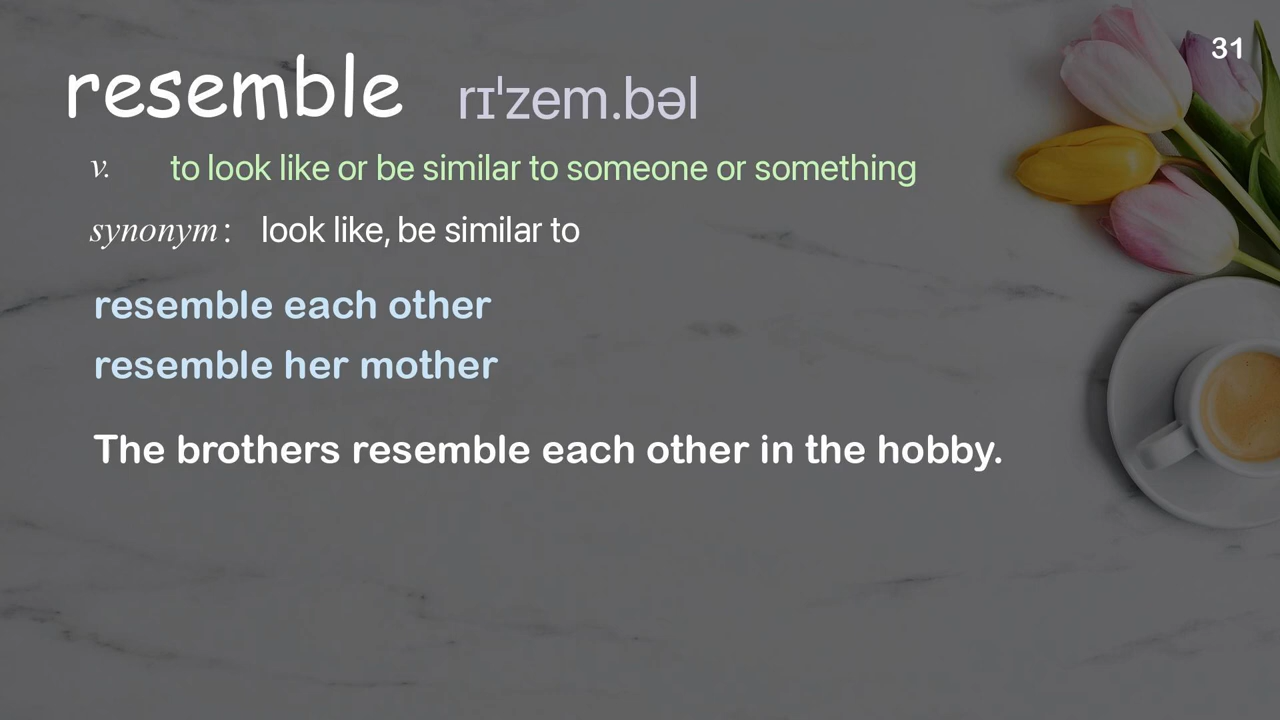 31
resemble rɪˈzem.bəl
v. to look like or be similar to someone or something
synonym: look like, be similar to
resemble each other
resemble her mother
The brothers resemble each other in the hobby.